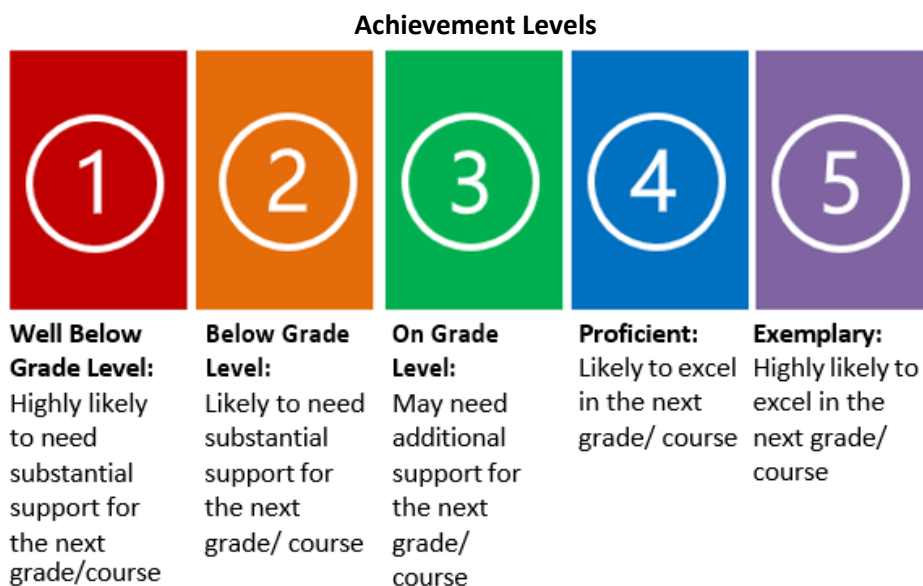 Achievement Levels
1
2
3
4
5
Well Below
Grade Level:
Highly likely
to need
substantial
support for
the next
grade/course
Below Grade
Level:
Likely to need
substantial
support for
the next
grade/ course
On Grade
Level:
May need
additional
support for
the next
grade/
course
Proficient:
Likely to excel
in the next
grade/ course
Exemplary:
Highly likely to
excel in the
next grade/
course